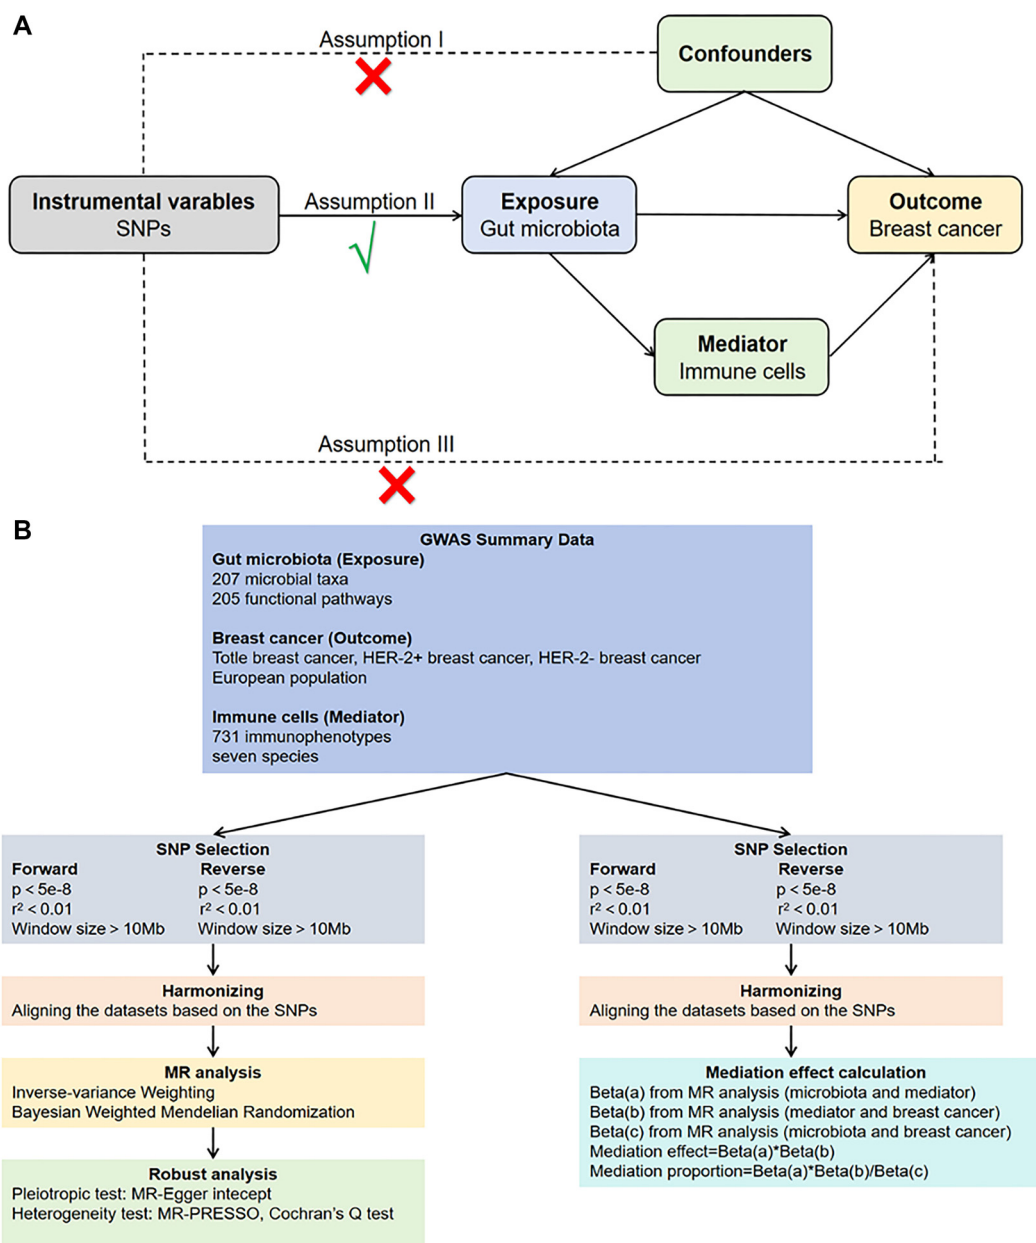 A
Assumption I
Confounders
Instrumental variables
SNPs
Assumption II
Exposure
Gut microbiota
Outcome
Breast cancer
Mediator
Immune cells
Assumption III
B
GWAS Summary Data
Gut microbiota (Exposure)
207 microbial taxa
205 functional pathways
Breast cancer (Outcome)
Totle breast cancer, HER-2+ breast cancer, HER-2- breast cancer
European population
Immune cells (Mediator)
731 immunophenotypes
seven species
SNP Selection
Forward Reverse
p < 5e-8 p < 5e-8
r² < 0.01 r² < 0.01
Window size > 10Mb Window size > 10Mb
Harmonizing
Aligning the datasets based on the SNPs
MR analysis
Inverse-variance Weighting
Bayesian Weighted Mendelian Randomization
Robust analysis
Pleiotropic test: MR-Egger intecept
Heterogeneity test: MR-PRESSO, Cochran's Q test
SNP Selection
Forward Reverse
p < 5e-8 p < 5e-8
r² < 0.01 r² < 0.01
Window size > 10Mb Window size > 10Mb
Harmonizing
Aligning the datasets based on the SNPs
Mediation effect calculation
Beta(a) from MR analysis (microbiota and mediator)
Beta(b) from MR analysis (mediator and breast cancer)
Beta(c) from MR analysis (microbiota and breast cancer)
Mediation effect=Beta(a)*Beta(b)
Mediation proportion=Beta(a)*Beta(b)/Beta(c)